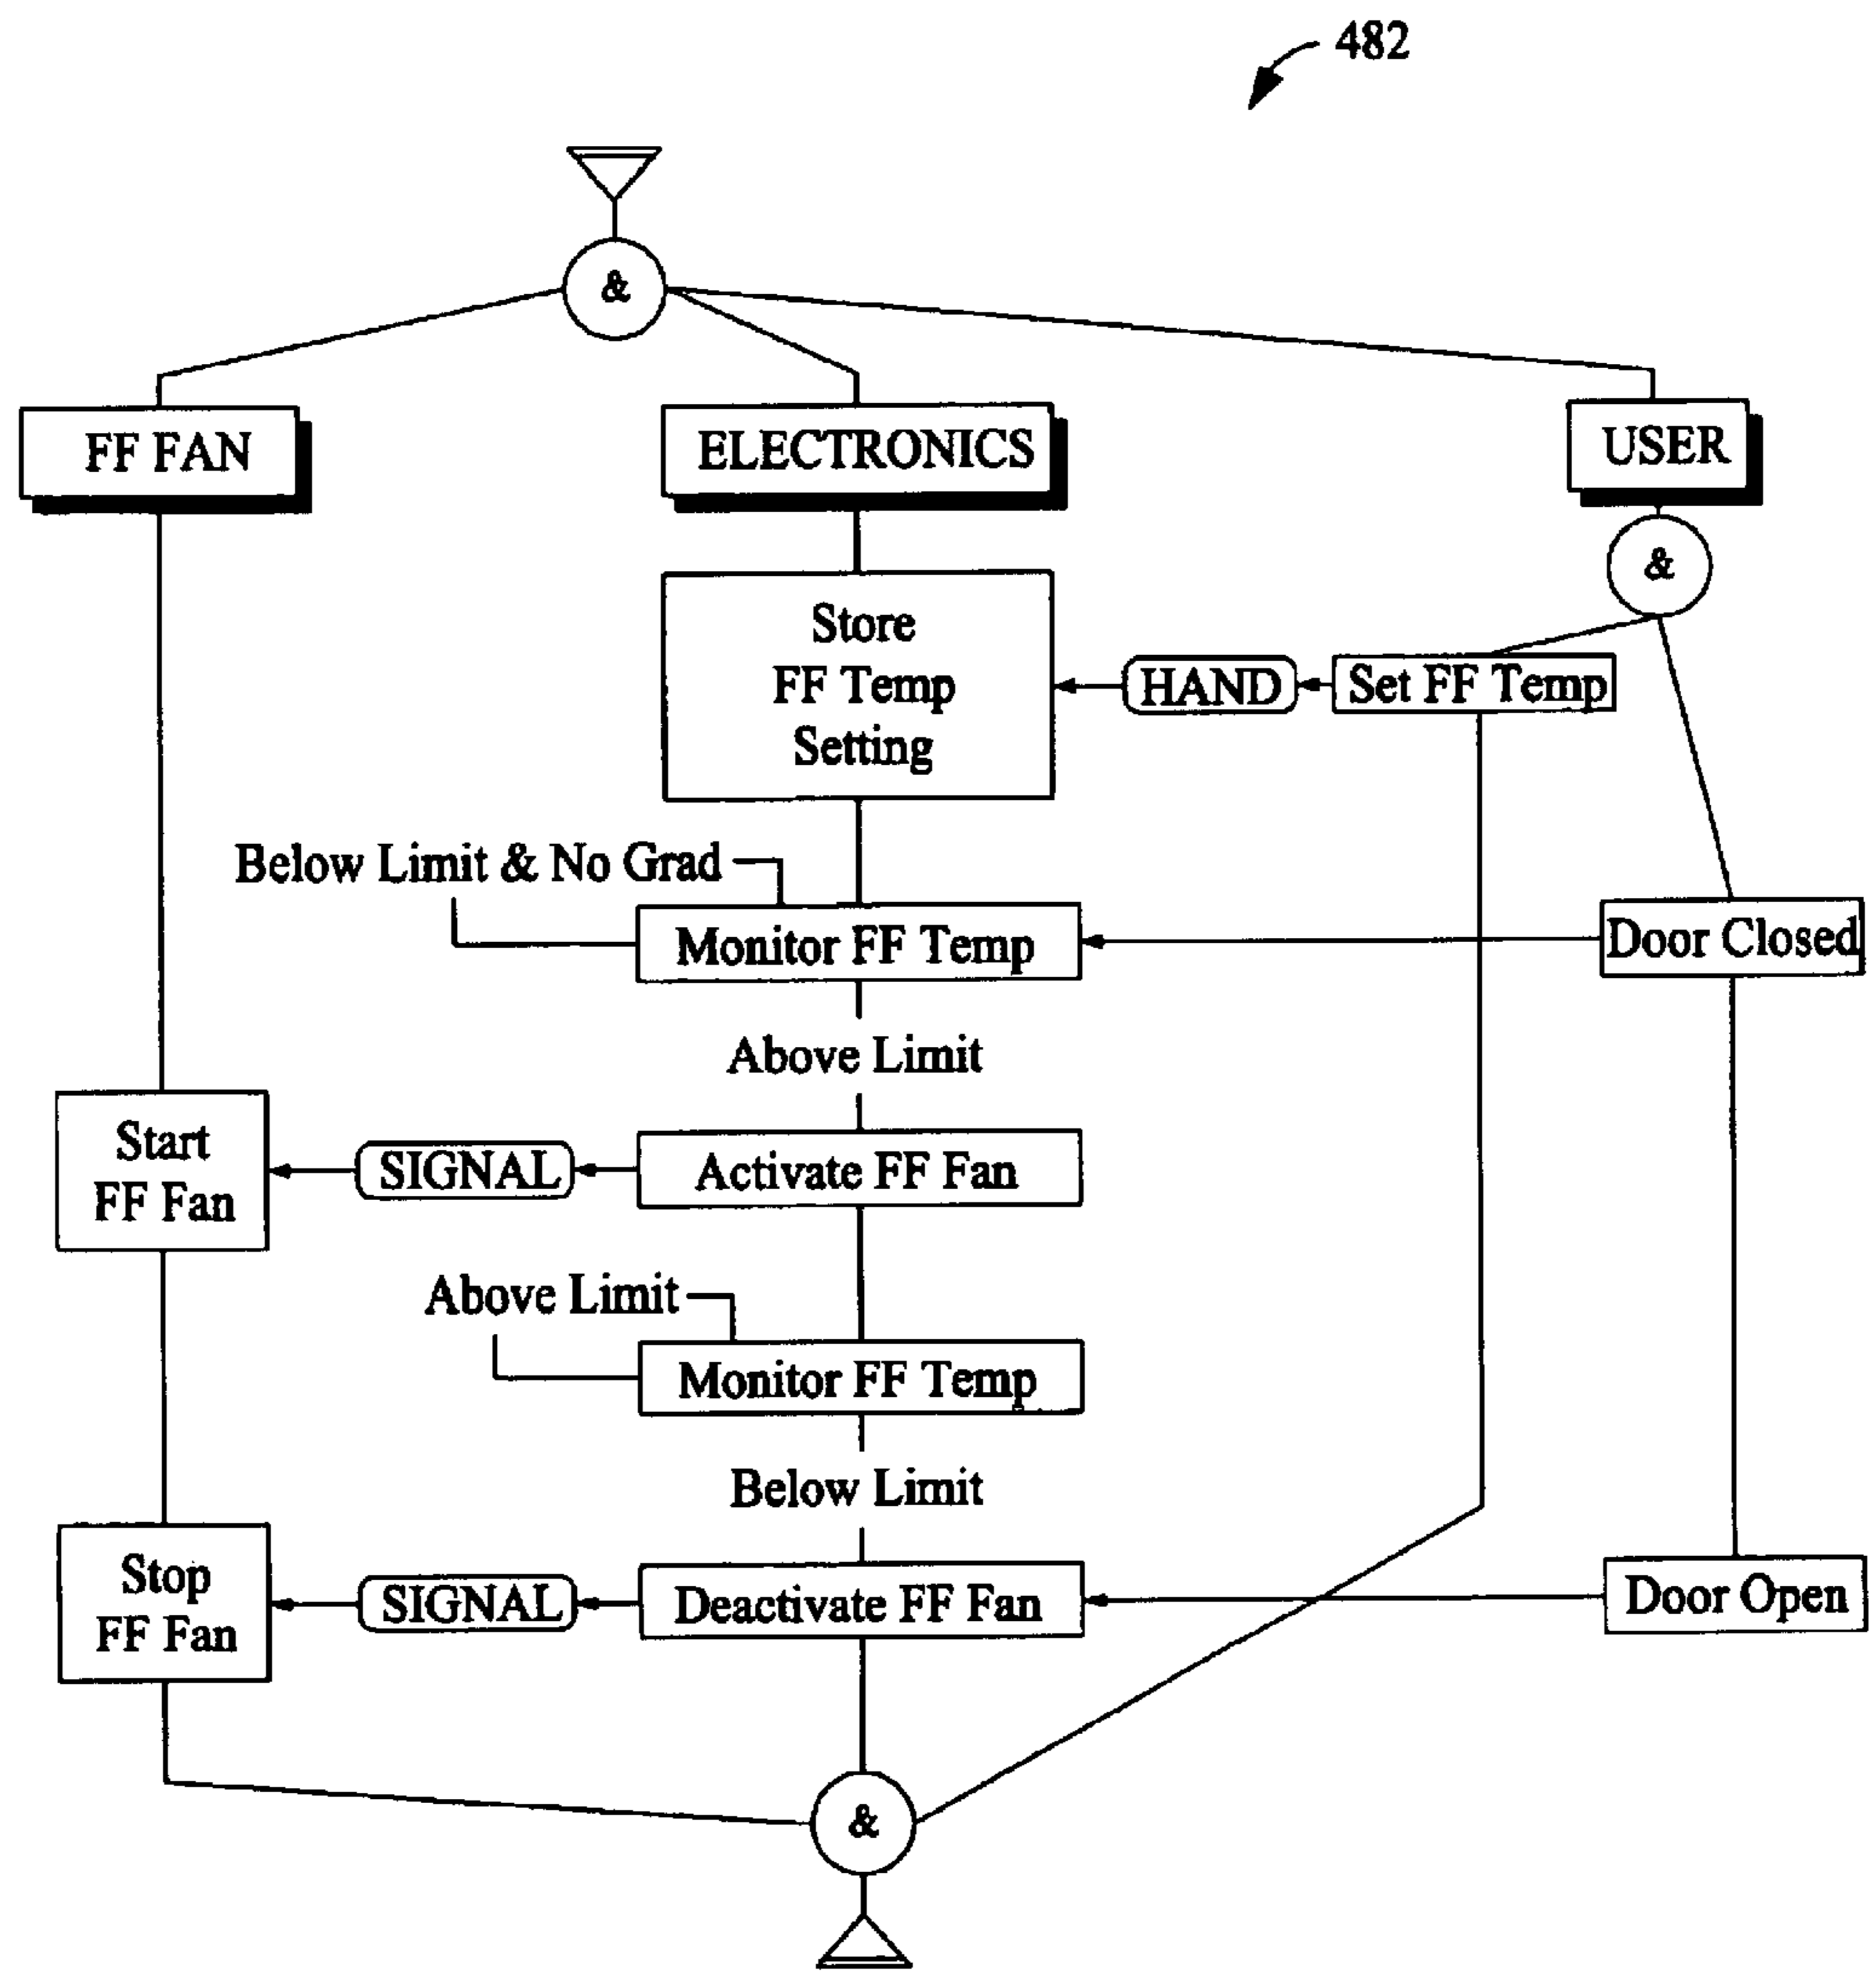 482
&
FF FAN
ELECTRONICS
USER
&
Store
FF Temp
Setting
HAND
Set FF Temp
Below Limit & No Grad
Monitor FF Temp
Door Closed
Above Limit
Start
FF Fan
SIGNAL
Activate FF Fan
Above Limit
Monitor FF Temp
Below Limit
Stop
FF Fan
SIGNAL
Deactivate FF Fan
Door Open
&